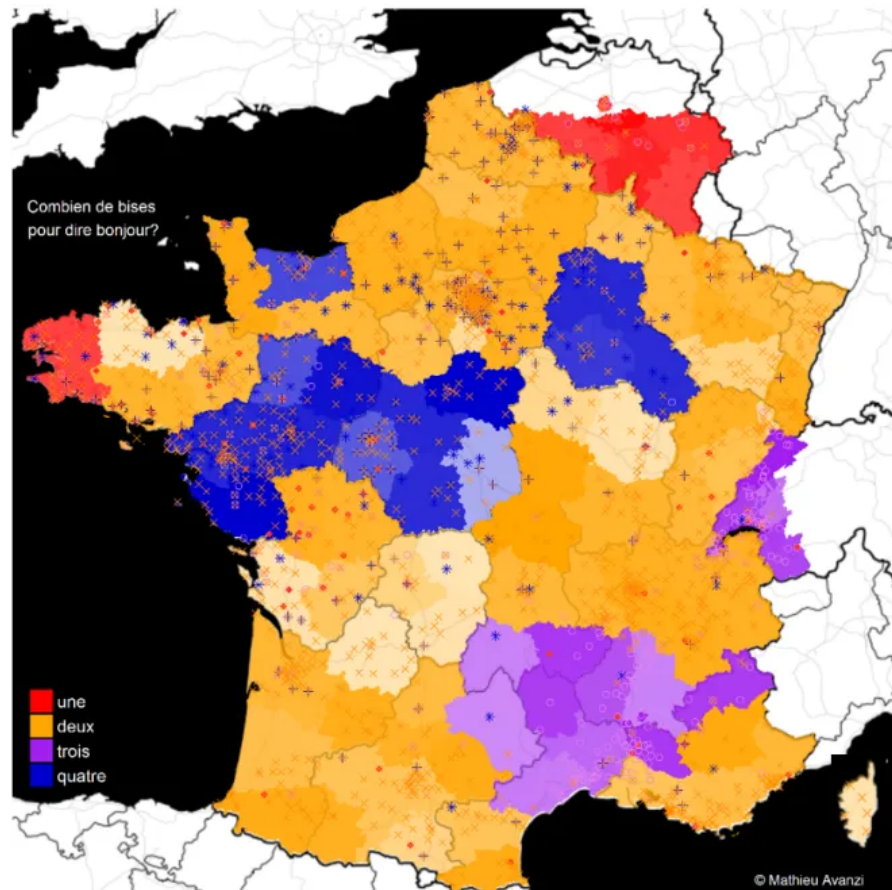 Combien de bises
pour dire bonjour?
une
deux
trois
quatre
© Mathieu Avanzi